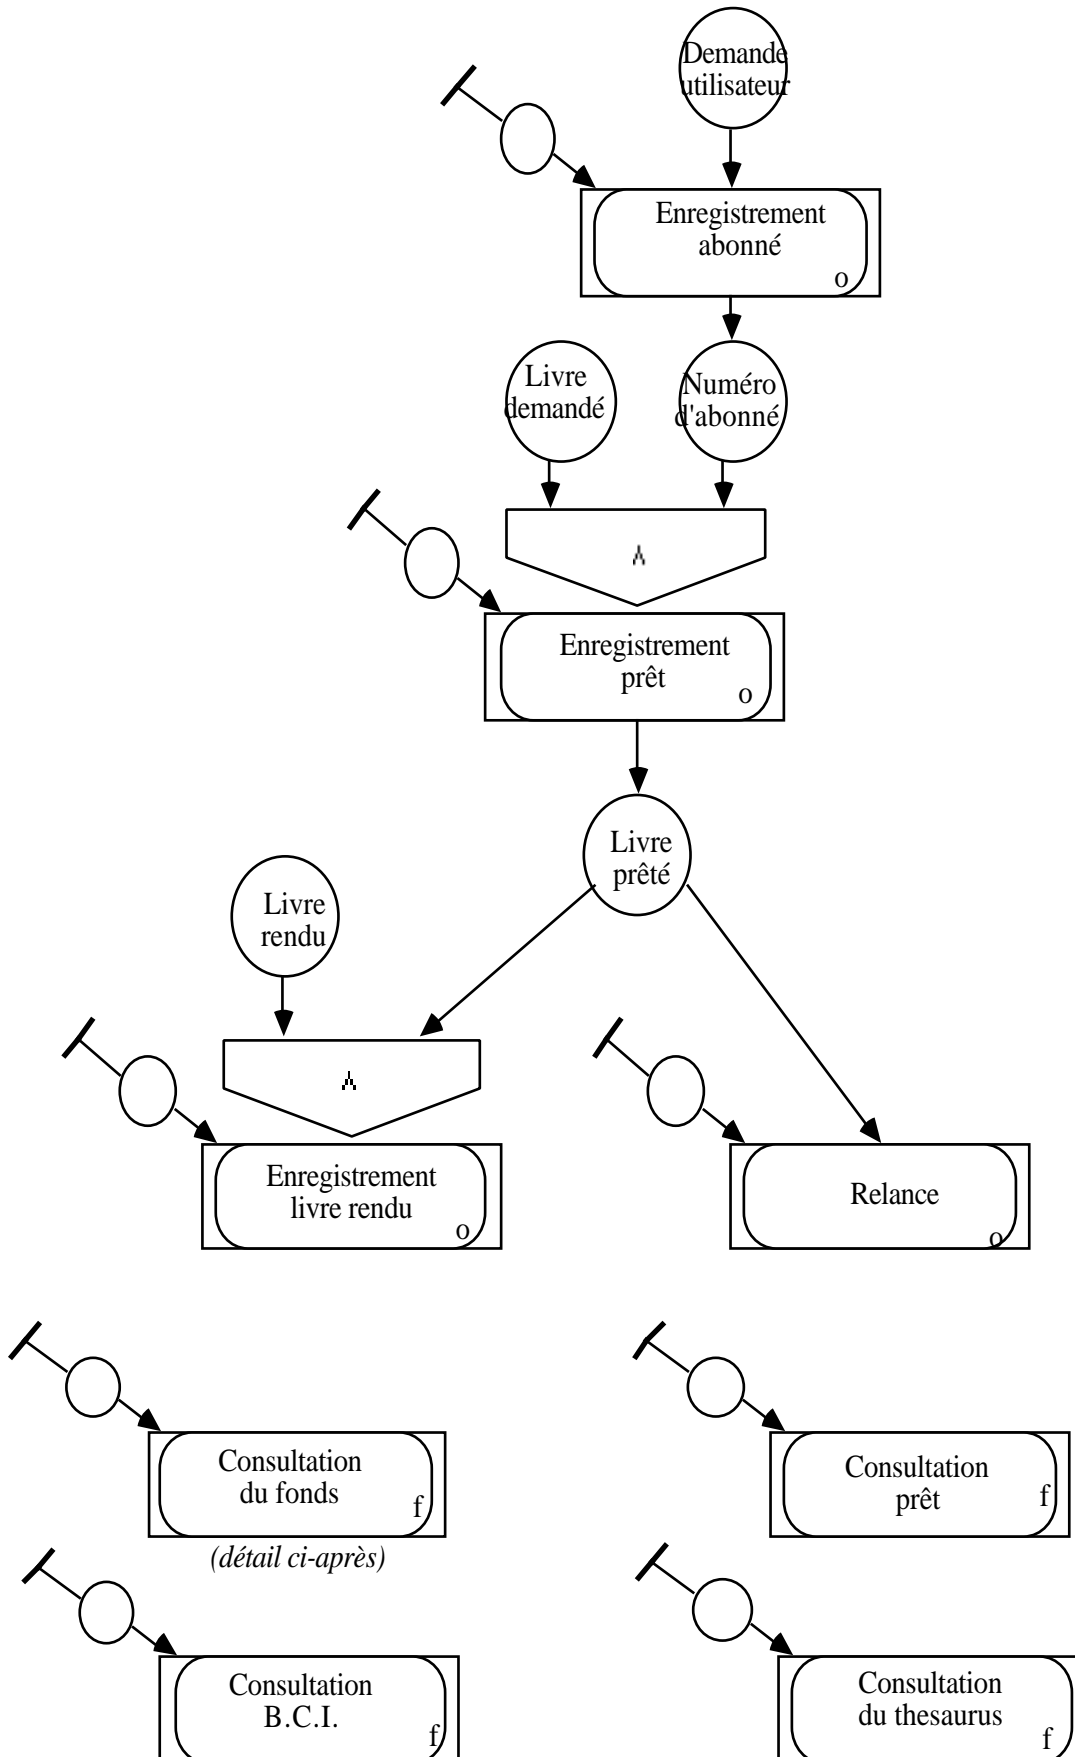 Demande
utilisateur
Enregistrement
abonné
o
Livre
demandé
Numéro
d'abonné
∧
Enregistrement
prêt
o
Livre
prêté
Livre
rendu
∧
Enregistrement
livre rendu
o
Relance
o
Consultation
du fonds
f
(détail ci-après)
Consultation
prêt
f
Consultation
B.C.I.
f
Consultation
du thesaurus
f